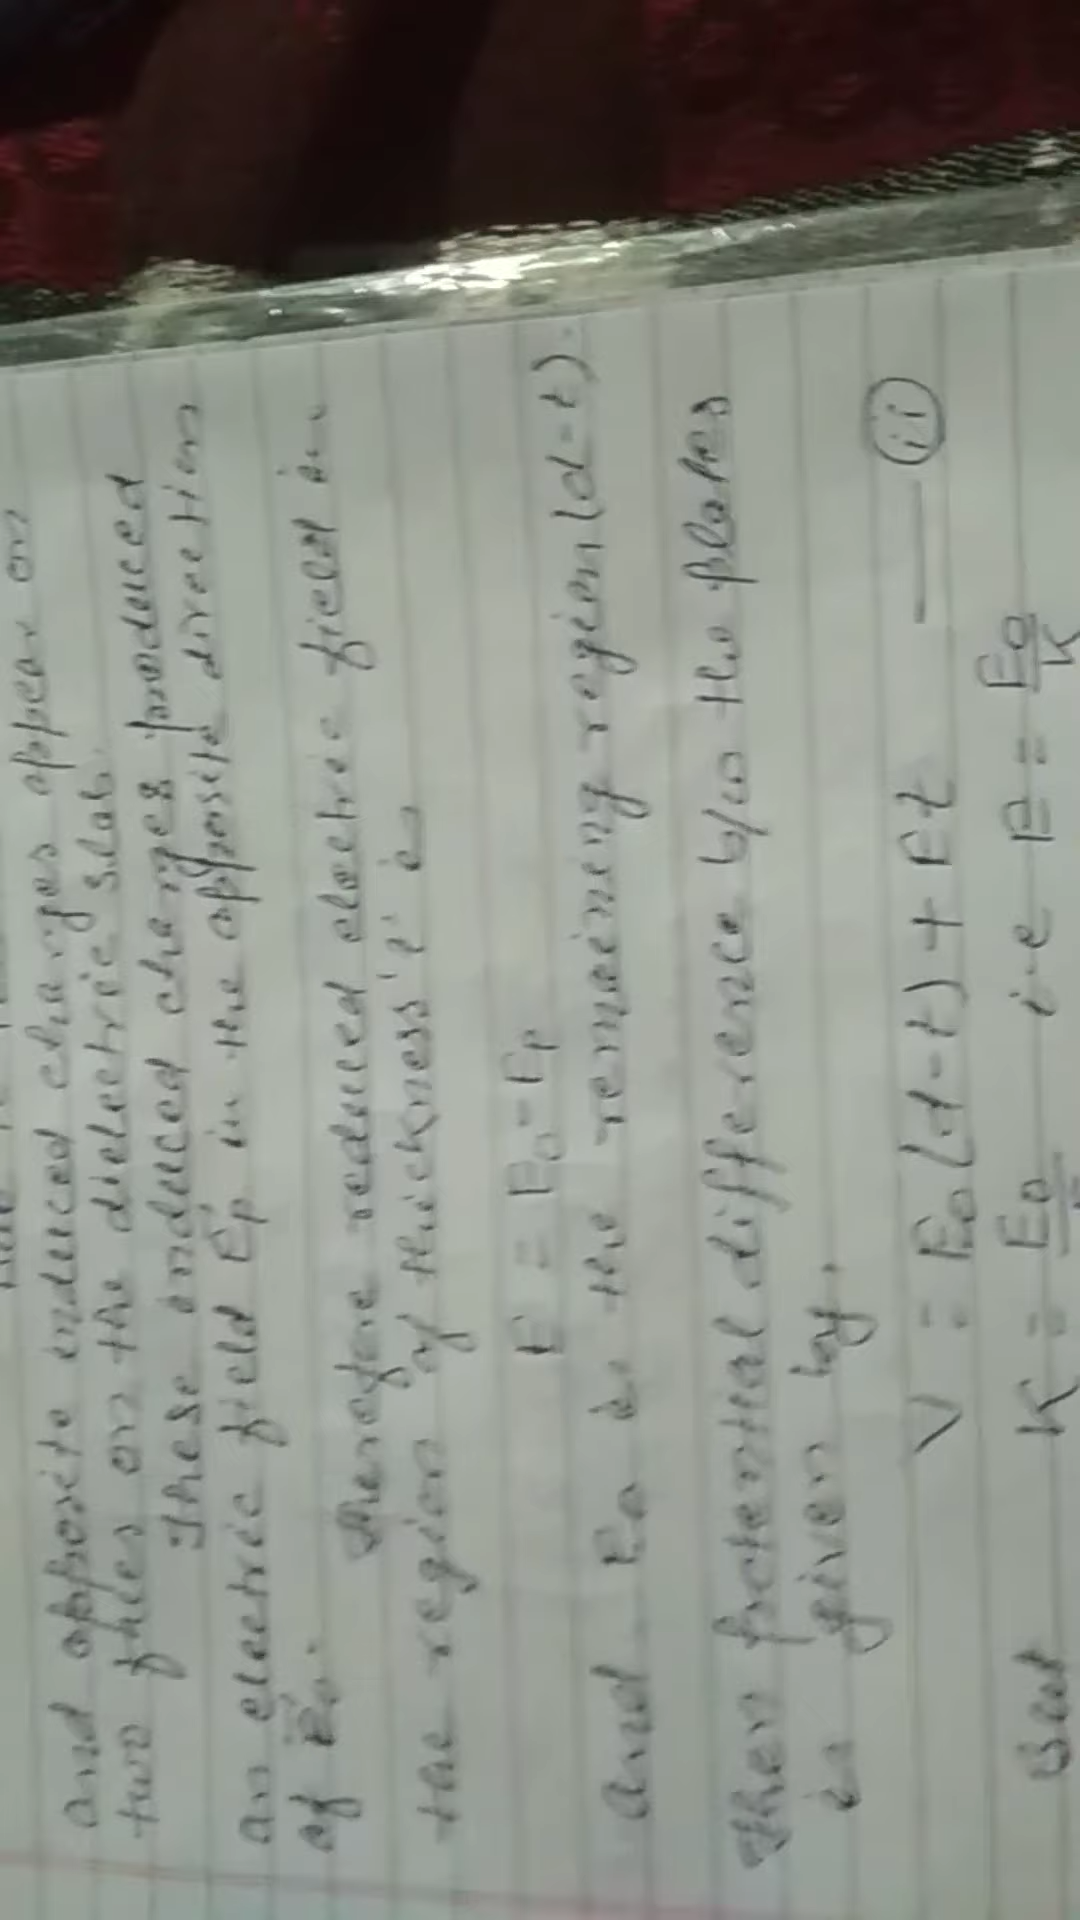 and opposite induced charges appear on
two faces on the dielectric slab.
These induced charges produced
an electric field Ep in the opposite direction
of E₀.
Therefore reduced electric field in
the region of thickness 't' is
E = E₀ - Ep
and E₀ is the remaining region (d-t).
Then potential difference b/w the plates
is given by,
V = E₀(d-t) + Et — (ii)
But K = E₀/E i.e E = E₀/K